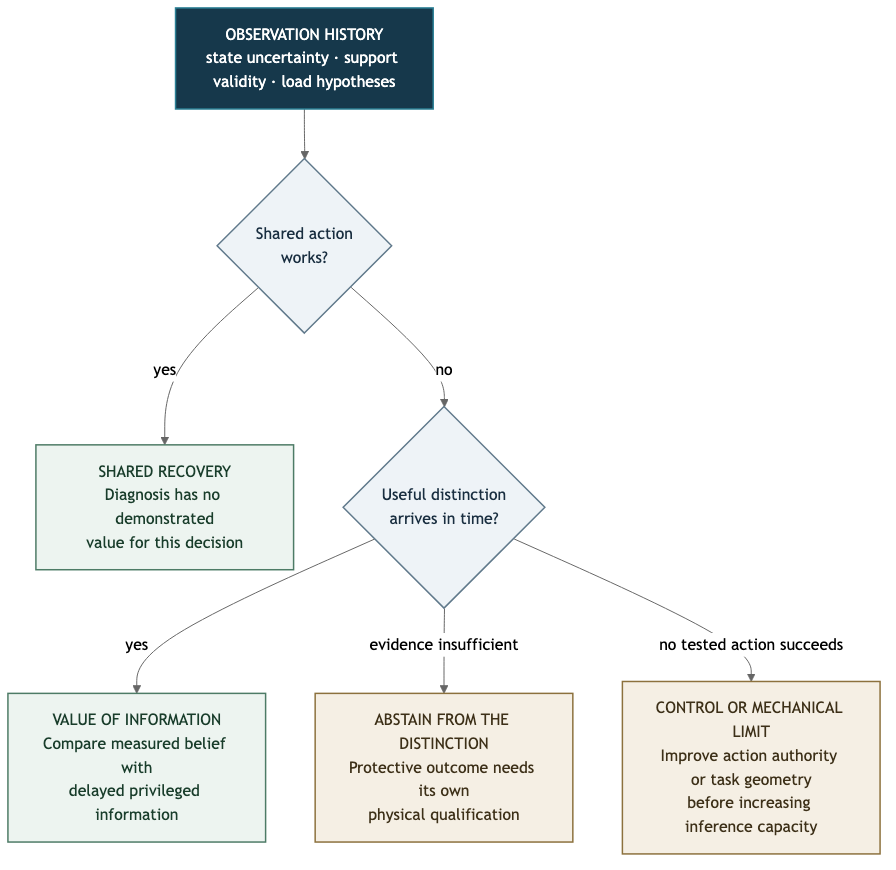 OBSERVATION HISTORY
state uncertainty · support
validity · load hypotheses
Shared action
works?
yes
no
SHARED RECOVERY
Diagnosis has no
demonstrated
value for this decision
Useful distinction
arrives in time?
yes
evidence insufficient
no tested action succeeds
VALUE OF INFORMATION
Compare measured belief
with
delayed privileged
information
ABSTAIN FROM THE
DISTINCTION
Protective outcome needs
its own
physical qualification
CONTROL OR MECHANICAL
LIMIT
Improve action authority
or task geometry
before increasing
inference capacity